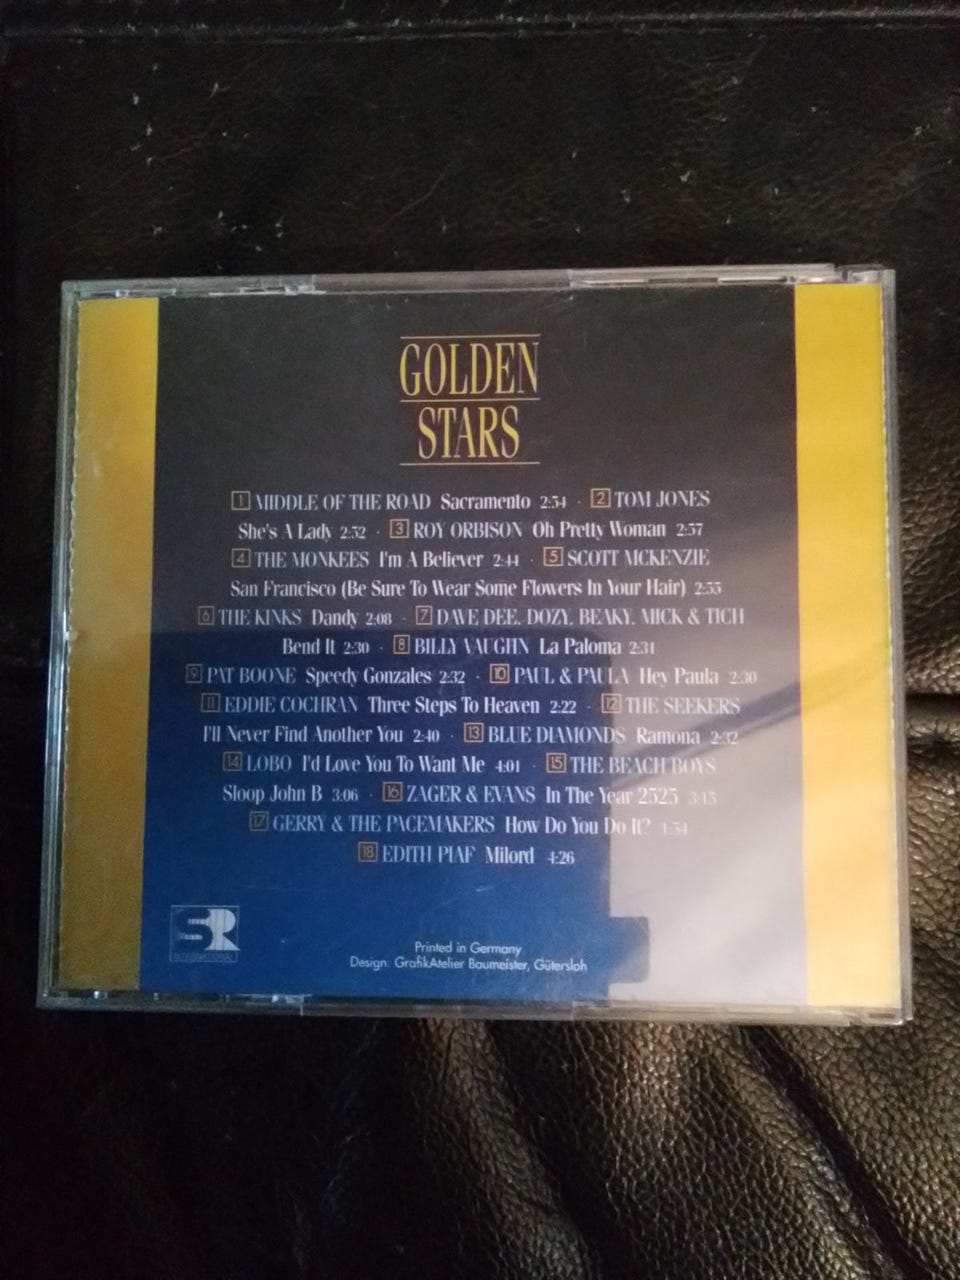 GOLDEN
STARS
1 MIDDLE OF THE ROAD Sacramento 2:54 · 2 TOM JONES
She's A Lady 2:52 · 3 ROY ORBISON Oh Pretty Woman 2:57
4 THE MONKEES I'm A Believer 2:44 · 5 SCOTT MCKENZIE
San Francisco (Be Sure To Wear Some Flowers In Your Hair) 2:55
6 THE KINKS Dandy 2:08 · 7 DAVE DEE, DOZY, BEAKY, MICK & TICH
Bend It 2:30 · 8 BILLY VAUGHN La Paloma 2:31
9 PAT BOONE Speedy Gonzales 2:32 · 10 PAUL & PAULA Hey Paula 2:30
11 EDDIE COCHRAN Three Steps To Heaven 2:22 · 12 THE SEEKERS
I'll Never Find Another You 2:40 · 13 BLUE DIAMONDS Ramona 2:32
14 LOBO I'd Love You To Want Me 4:01 · 15 THE BEACH BOYS
Sloop John B 3:06 · 16 ZAGER & EVANS In The Year 2525 3:15
17 GERRY & THE PACEMAKERS How Do You Do It? 1:54
18 EDITH PIAF Milord 4:26
SR
INTERNATIONAL
Printed in Germany
Design: GrafikAtelier Baumeister, Gütersloh